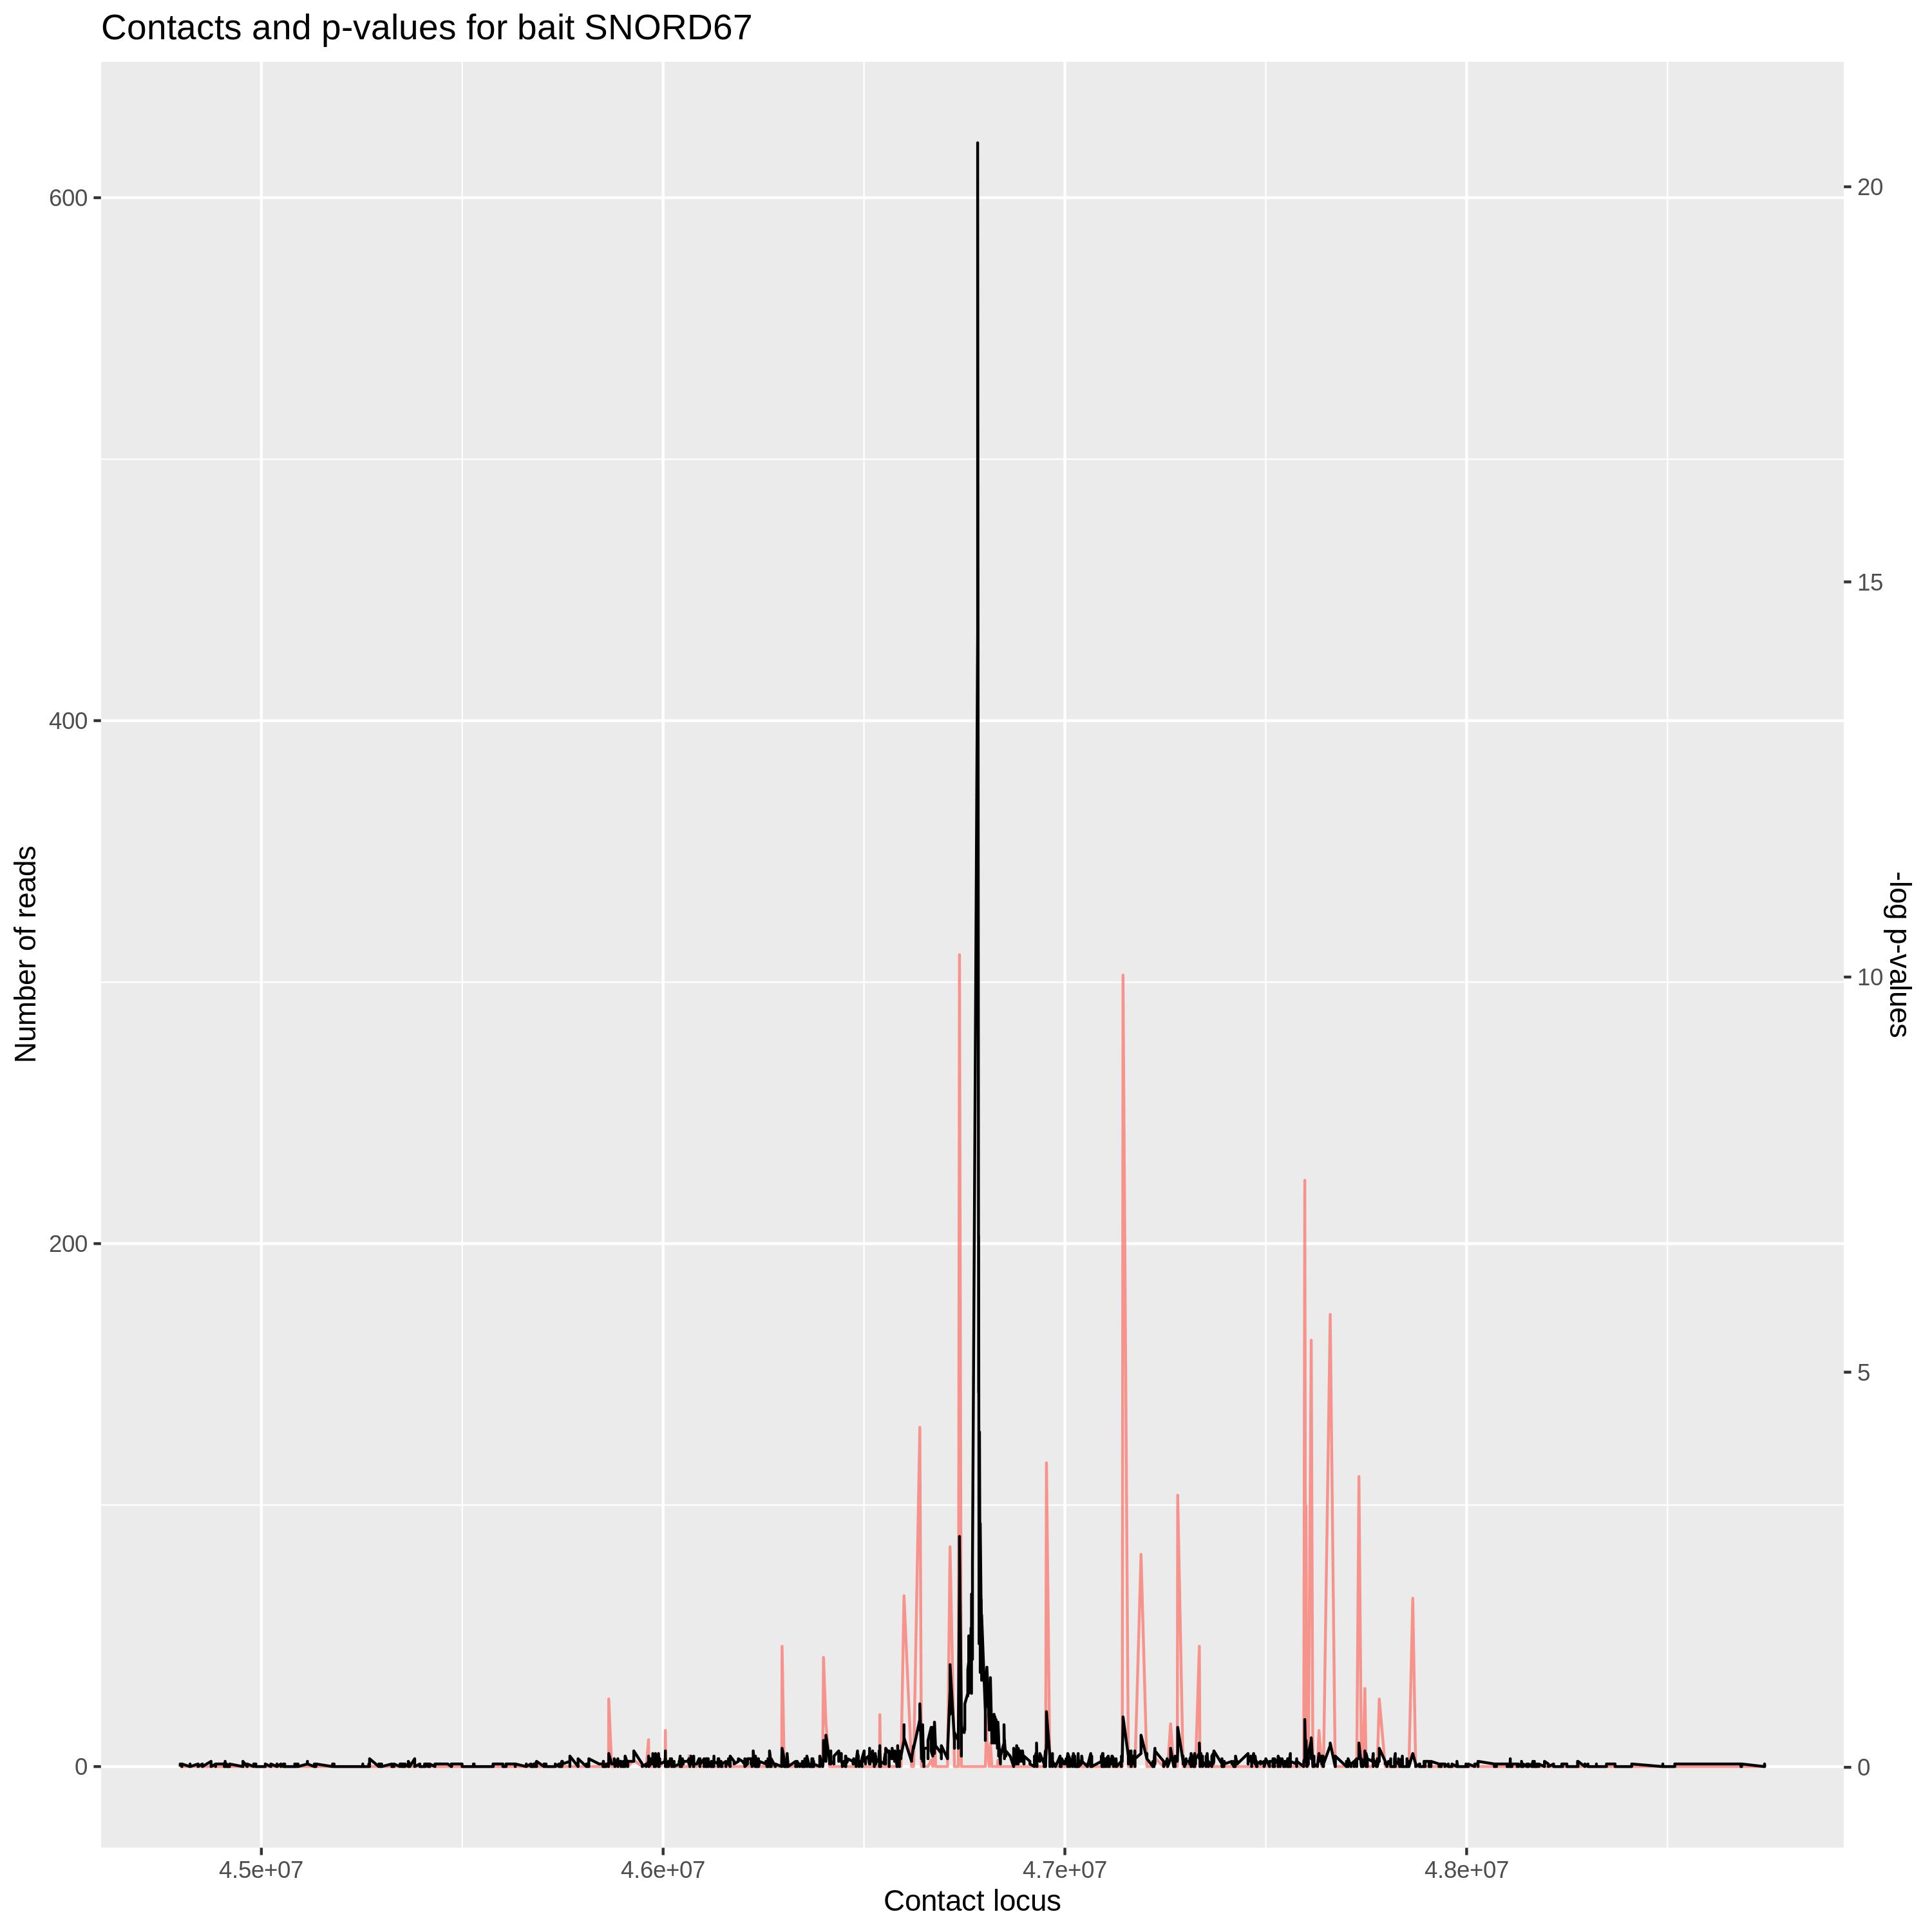 Contacts and p-values for bait SNORD67
600
400
200
0
Number of reads
20
15
10
5
0
-log p-values
4.5e+07 4.6e+07 4.7e+07 4.8e+07
Contact locus